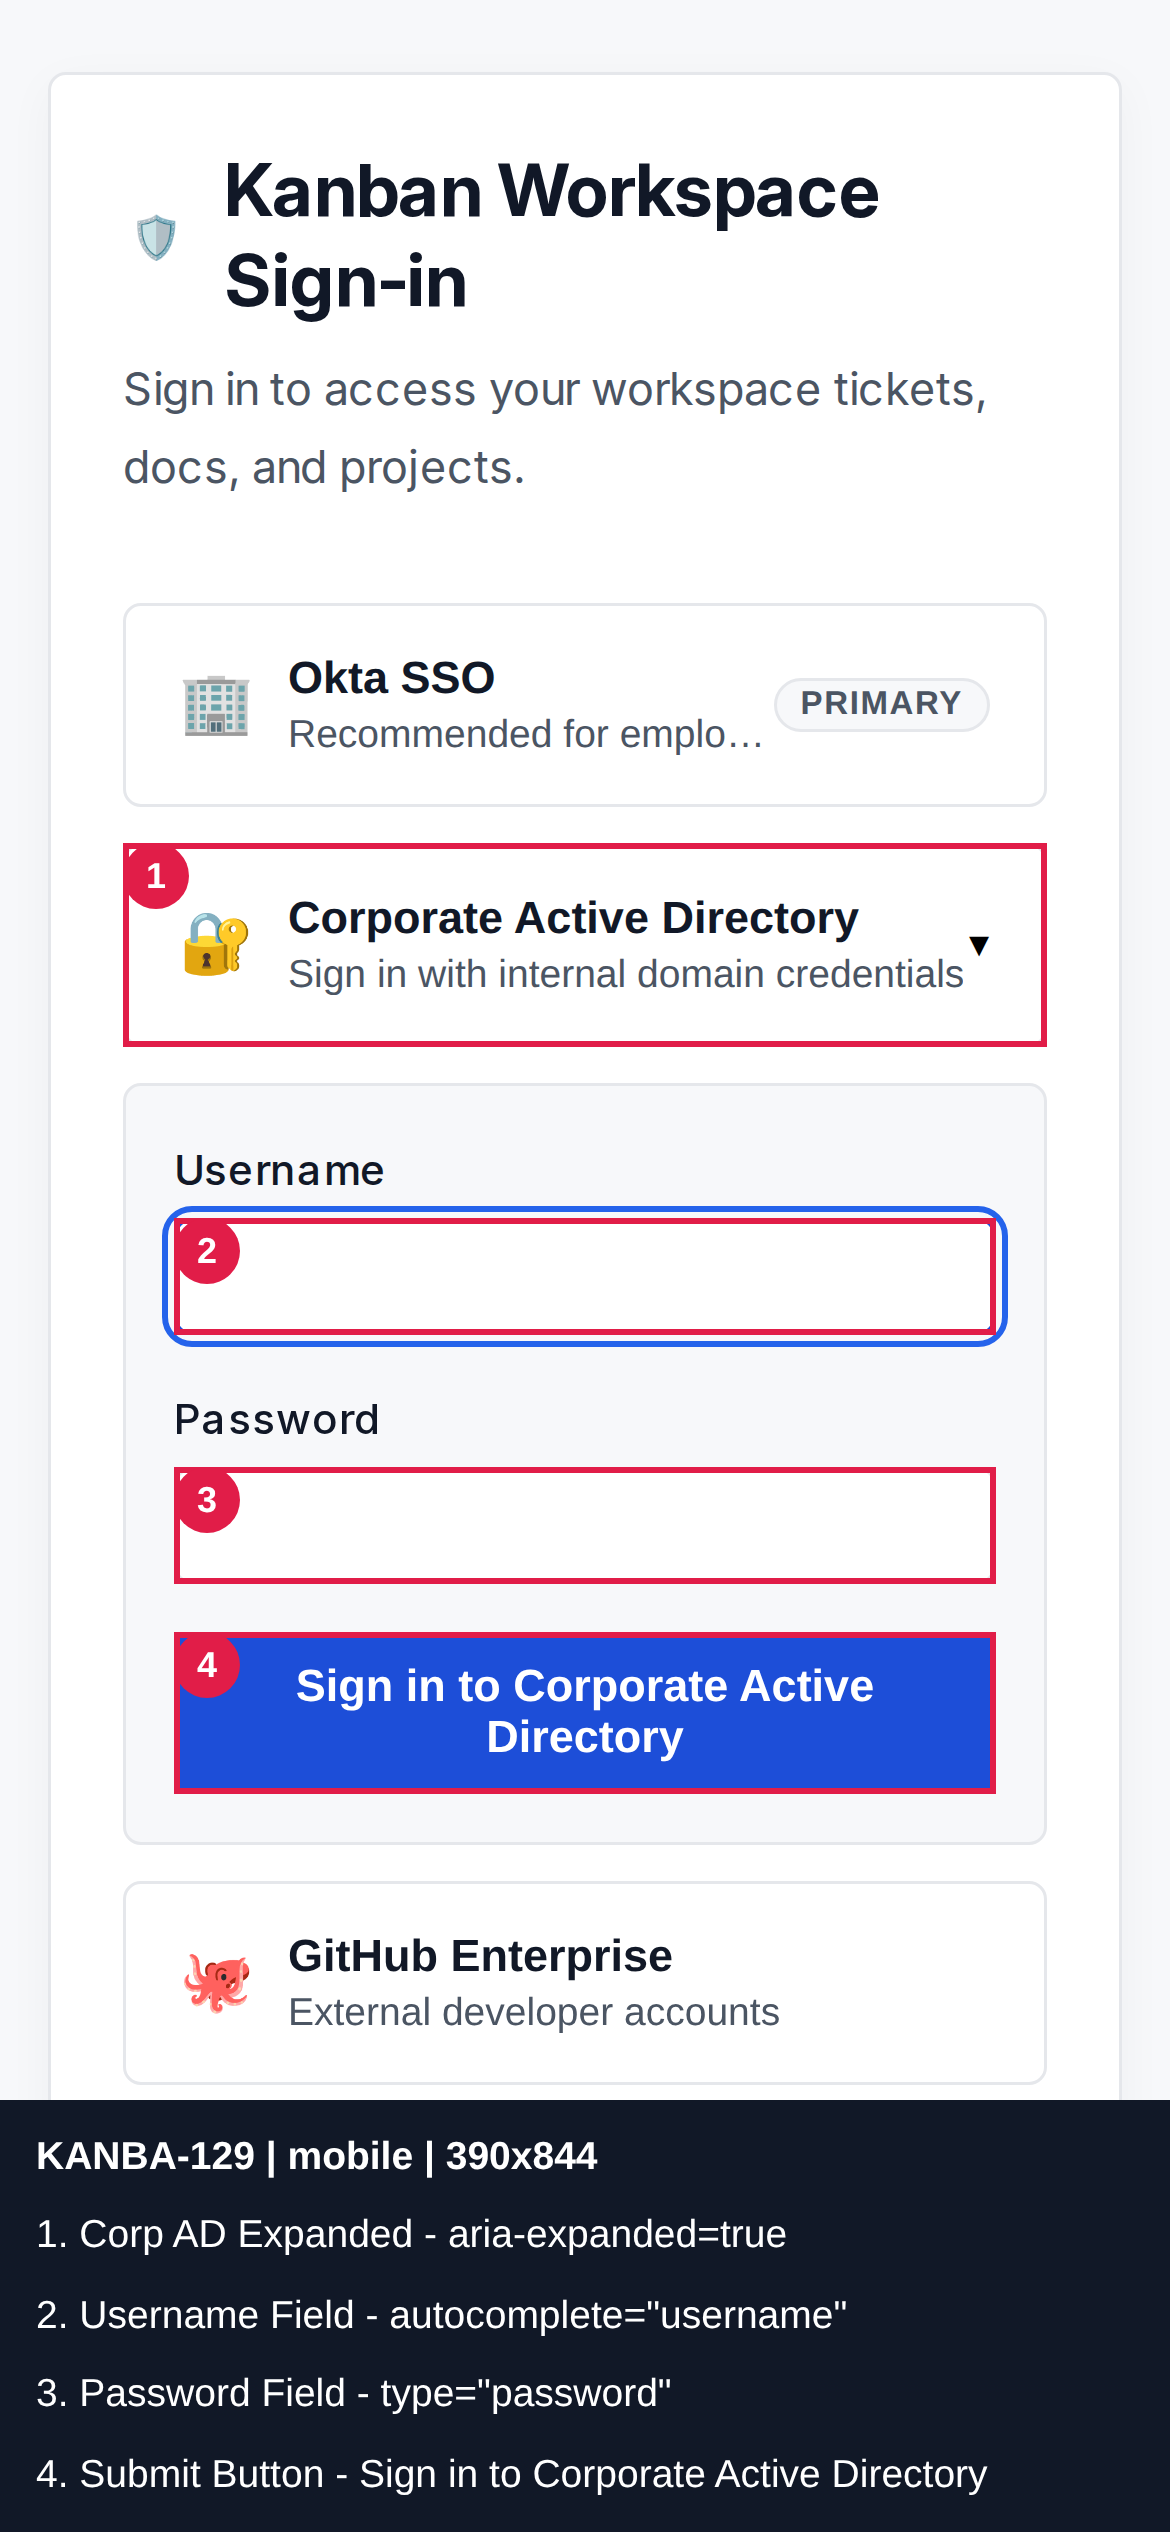 Kanban Workspace
Sign-in
Sign in to access your workspace tickets,
docs, and projects.
Okta SSO
Recommended for emplo…
PRIMARY
1
Corporate Active Directory
Sign in with internal domain credentials
▼
Username
2
Password
3
4
Sign in to Corporate Active
Directory
GitHub Enterprise
External developer accounts
KANBA-129 | mobile | 390x844
1. Corp AD Expanded - aria-expanded=true
2. Username Field - autocomplete="username"
3. Password Field - type="password"
4. Submit Button - Sign in to Corporate Active Directory